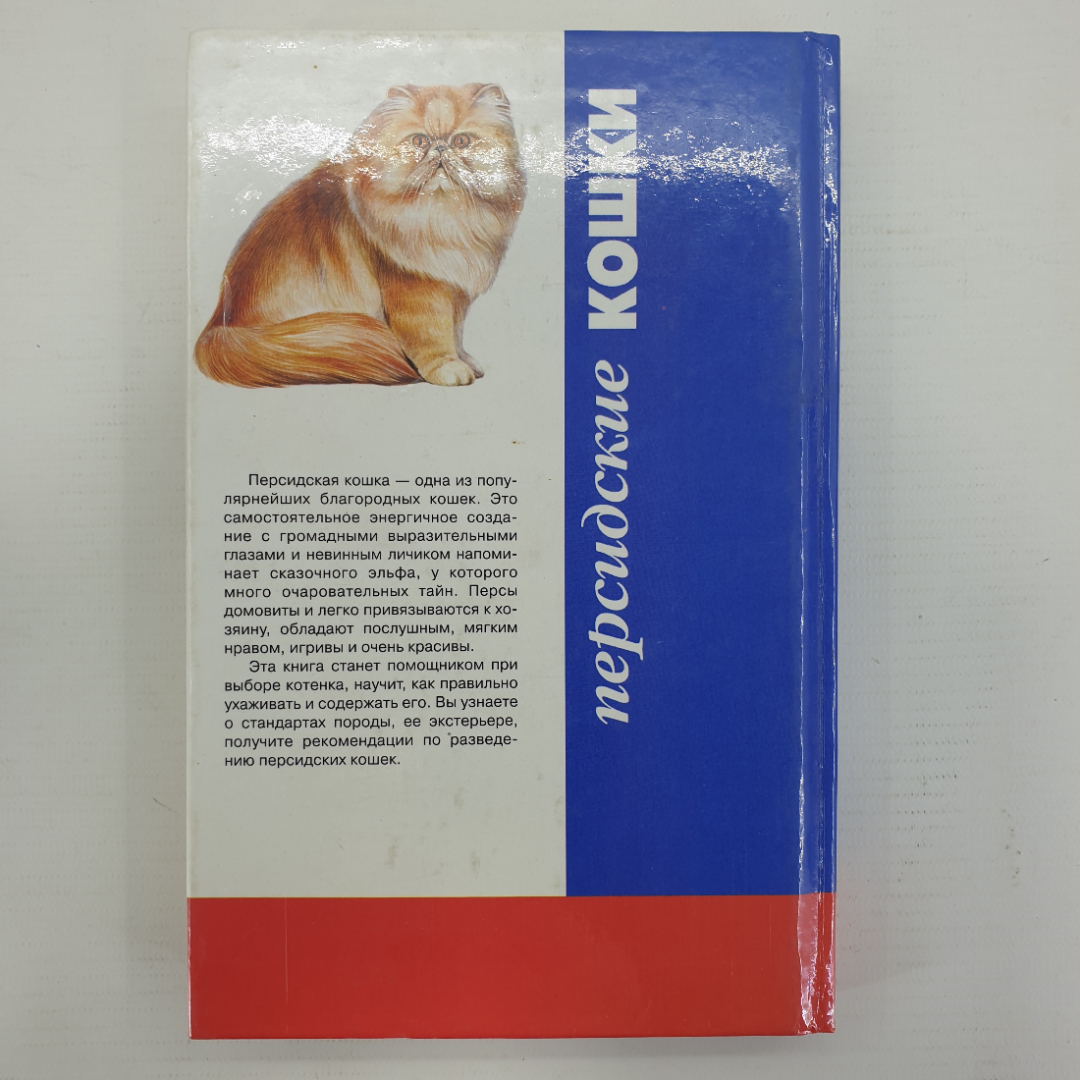 персидские кошки
Персидская кошка — одна из попу-
лярнейших благородных кошек. Это
самостоятельное энергичное созда-
ние с громадными выразительными
глазами и невинным личиком напоми-
нает сказочного эльфа, у которого
много очаровательных тайн. Персы
домовиты и легко привязываются к хо-
зяину, обладают послушным, мягким
нравом, игривы и очень красивы.
Эта книга станет помощником при
выборе котенка, научит, как правильно
ухаживать и содержать его. Вы узнаете
о стандартах породы, ее экстерьере,
получите рекомендации по разведе-
нию персидских кошек.